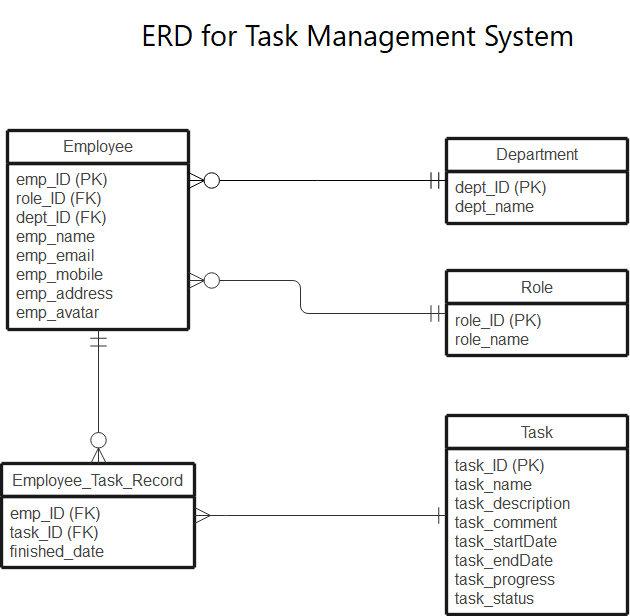 ERD for Task Management System
Employee
emp_ID (PK)
role_ID (FK)
dept_ID (FK)
emp_name
emp_email
emp_mobile
emp_address
emp_avatar
Department
dept_ID (PK)
dept_name
Role
role_ID (PK)
role_name
Employee_Task_Record
emp_ID (FK)
task_ID (FK)
finished_date
Task
task_ID (PK)
task_name
task_description
task_comment
task_startDate
task_endDate
task_progress
task_status